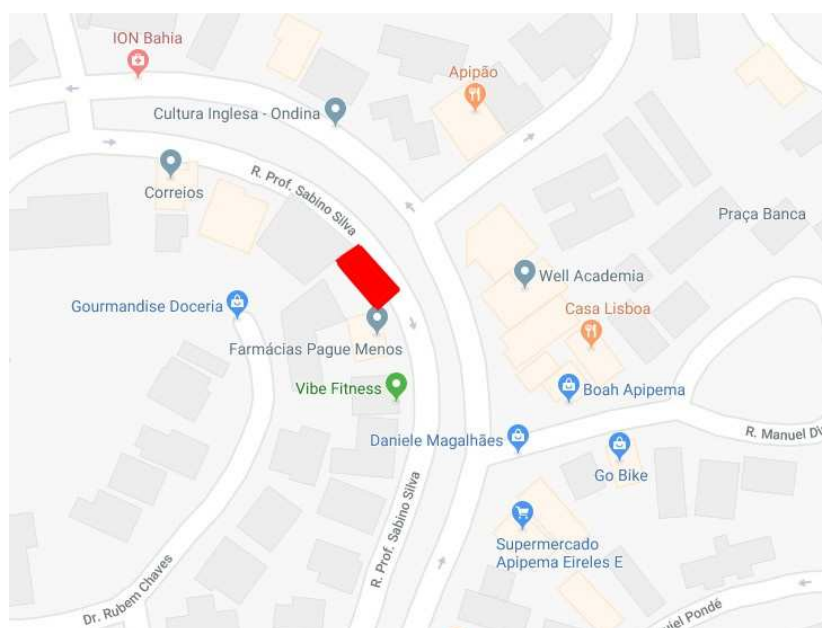 ION Bahia
Apipão
Cultura Inglesa - Ondina
R. Prof. Sabino Silva
Correios
Praça Banca
Well Academia
Gourmandise Doceria
Casa Lisboa
Farmácias Pague Menos
Vibe Fitness
Boah Apipema
Daniele Magalhães
R. Manuel Di
Go Bike
R. Prof. Sabino Silva
Supermercado
Apipema Eireles E
Dr. Rubem Chaves
iel Pondé